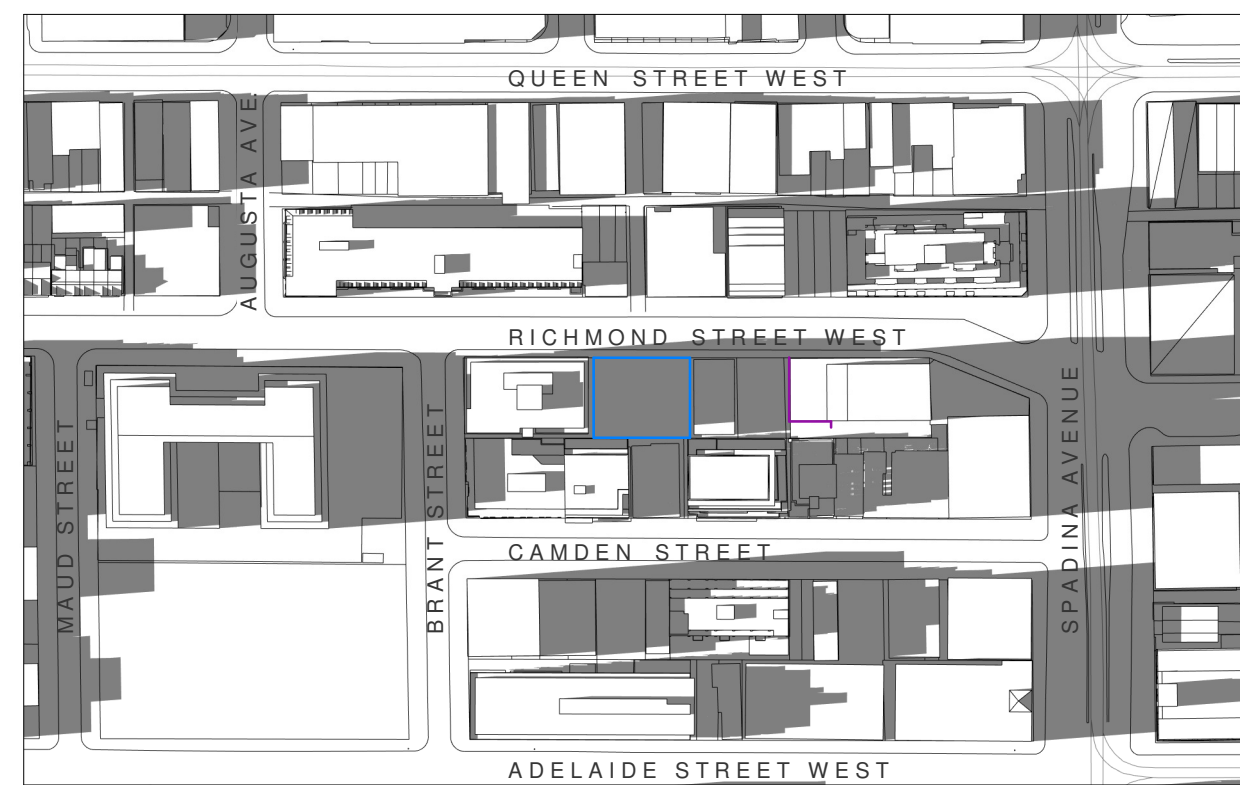 QUEEN STREET WEST
AUGUSTA AVE.
RICHMOND STREET WEST
MAUD STREET
BRANT STREET
SPADINA AVENUE
CAMDEN STREET
ADELAIDE STREET WEST